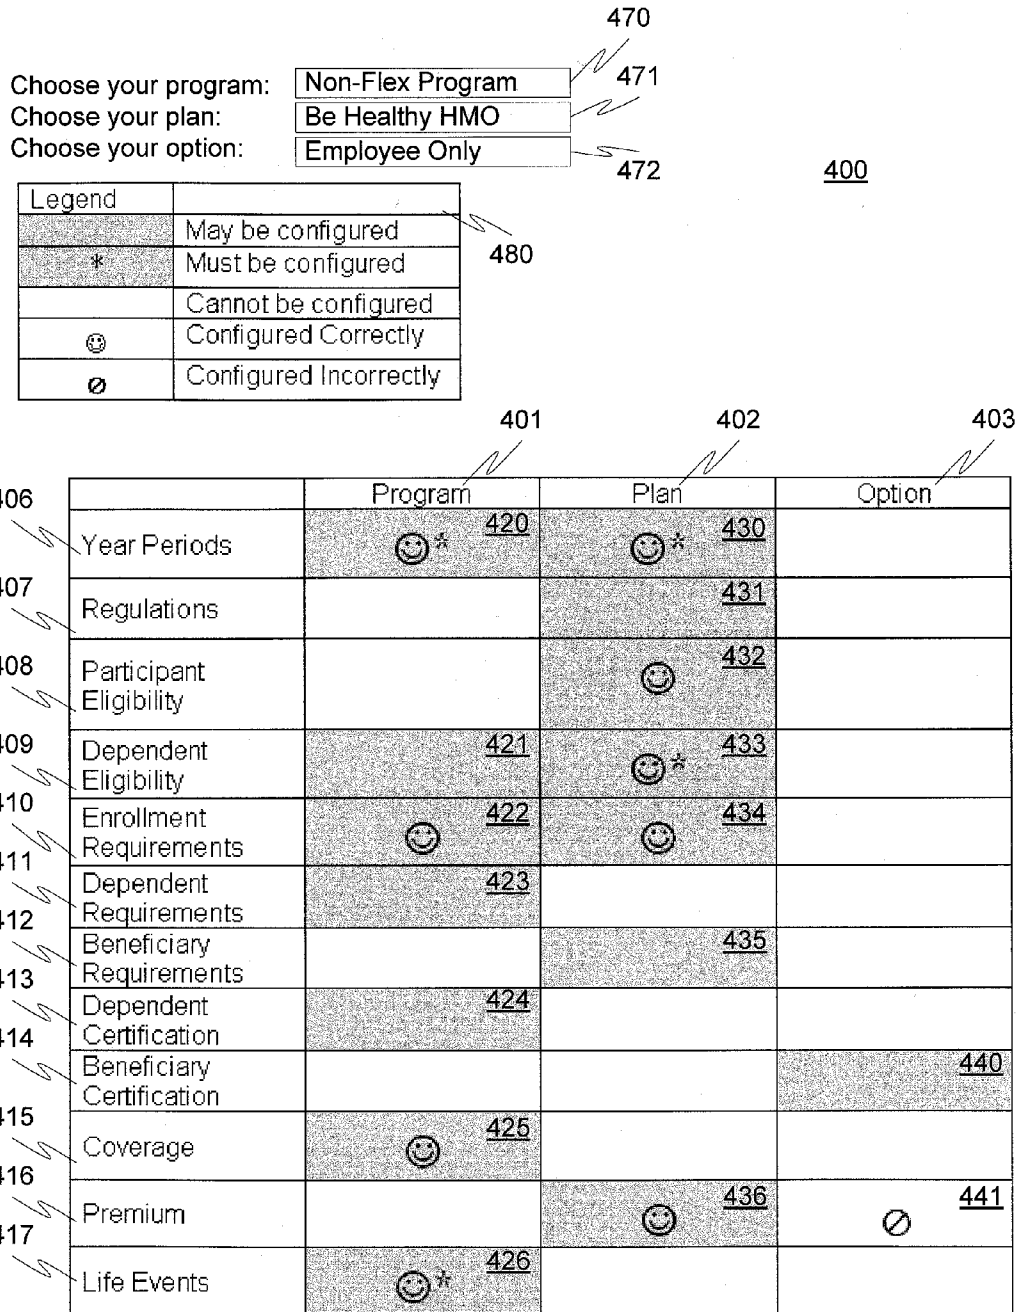 470
Choose your program: Non-Flex Program
471
Choose your plan: Be Healthy HMO
Choose your option: Employee Only
472
400
Legend
May be configured
* Must be configured
480
Cannot be configured
Configured Correctly
Configured Incorrectly
401 402 403
406
Program Plan Option
Year Periods * 420 * 430
407
Regulations 431
408
Participant 432
Eligibility
409
Dependent 421 * 433
Eligibility
410
Enrollment 422 434
Requirements
411
Dependent 423
Requirements
412
Beneficiary 435
Requirements
413
Dependent 424
Certification
414
Beneficiary 440
Certification
415
Coverage 425
416
Premium 436 441
417
Life Events * 426